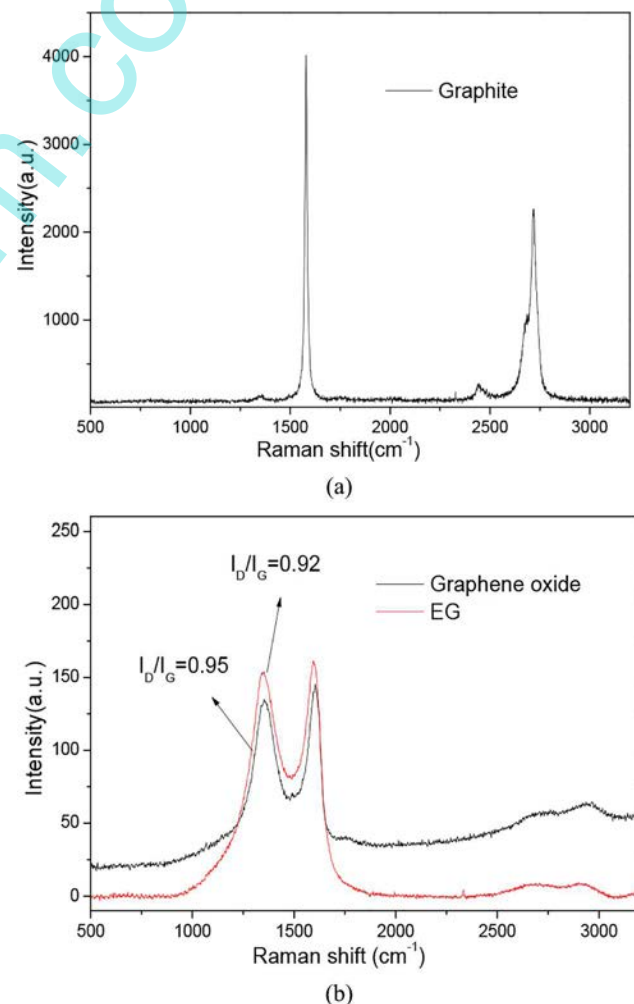 m.co
4000
3000
2000
1000
Intensity(a.u.)
Graphite
500 1000 1500 2000 2500 3000
Raman shift(cm⁻¹)
(a)
250
200
150
100
50
0
Intensity(a.u.)
I_D/I_G=0.92
I_D/I_G=0.95
Graphene oxide
EG
500 1000 1500 2000 2500 3000
Raman shift (cm⁻¹)
(b)